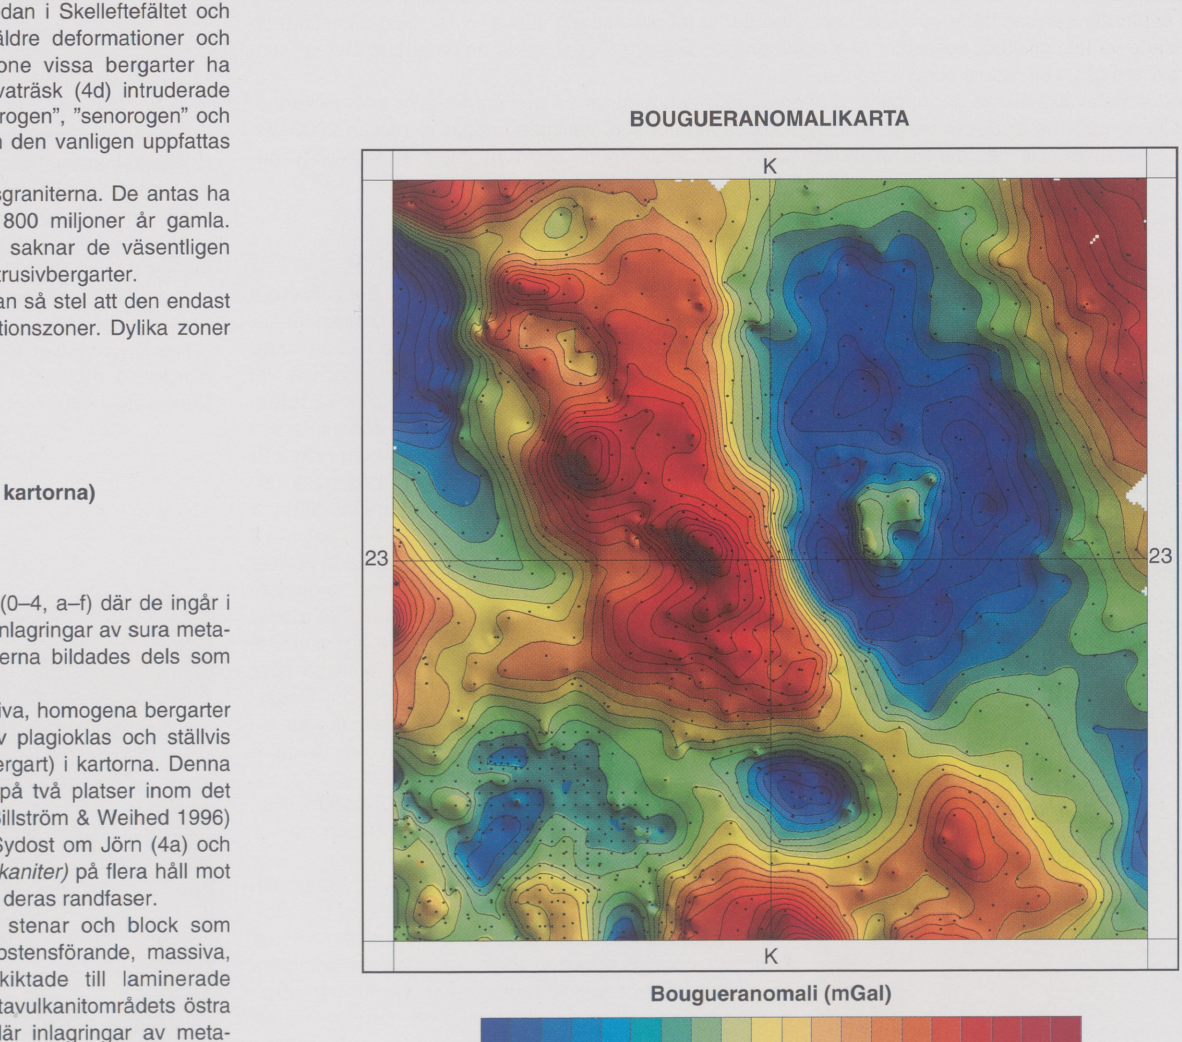 dan i Skelleftefältet och
äldre deformationer och
one vissa bergarter ha
vaträsk (4d) intruderade
rogen”, ”senorogen” och
den vanligen uppfattas
sgraniterna. De antas ha
800 miljoner år gamla.
saknar de väsentligen
trusivbergarter.
an så stel att den endast
tionszoner. Dylika zoner
kartorna)
(0–4, a–f) där de ingår i
nlagringar av sura meta-
erna bildades dels som
siva, homogena bergarter
v plagioklas och ställvis
ergart) i kartorna. Denna
på två platser inom det
Billström & Weihed 1996)
Sydost om Jörn (4a) och
kaniter) på flera håll mot
deras randfaser.
stenar och block som
ostensförande, massiva,
kiktade till laminerade
tavulkanitområdets östra
där inlagringar av meta-
BOUGUERANOMALIKARTA
K
23
23
K
Bougueranomali (mGal)